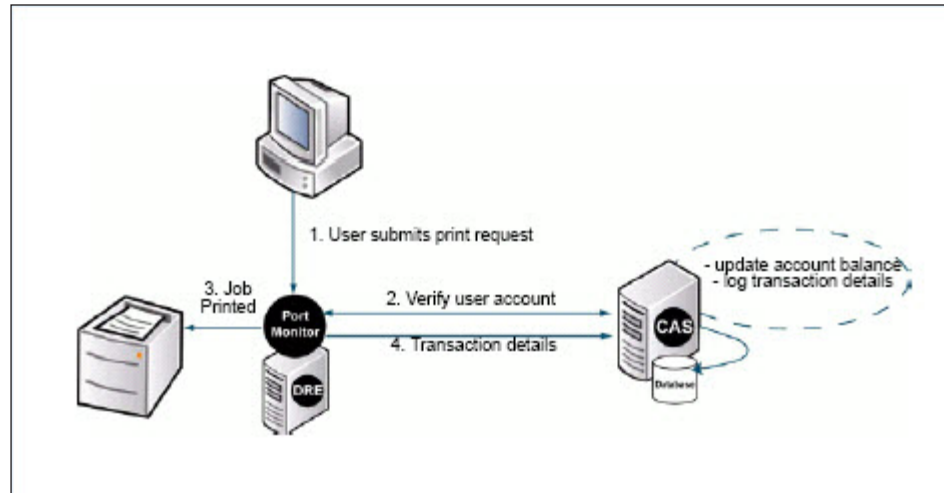 1. User submits print request
- update account balance
- log transaction details
3. Job
Printed
2. Verify user account
Port
Monitor
CAS
4. Transaction details
DRE
Database